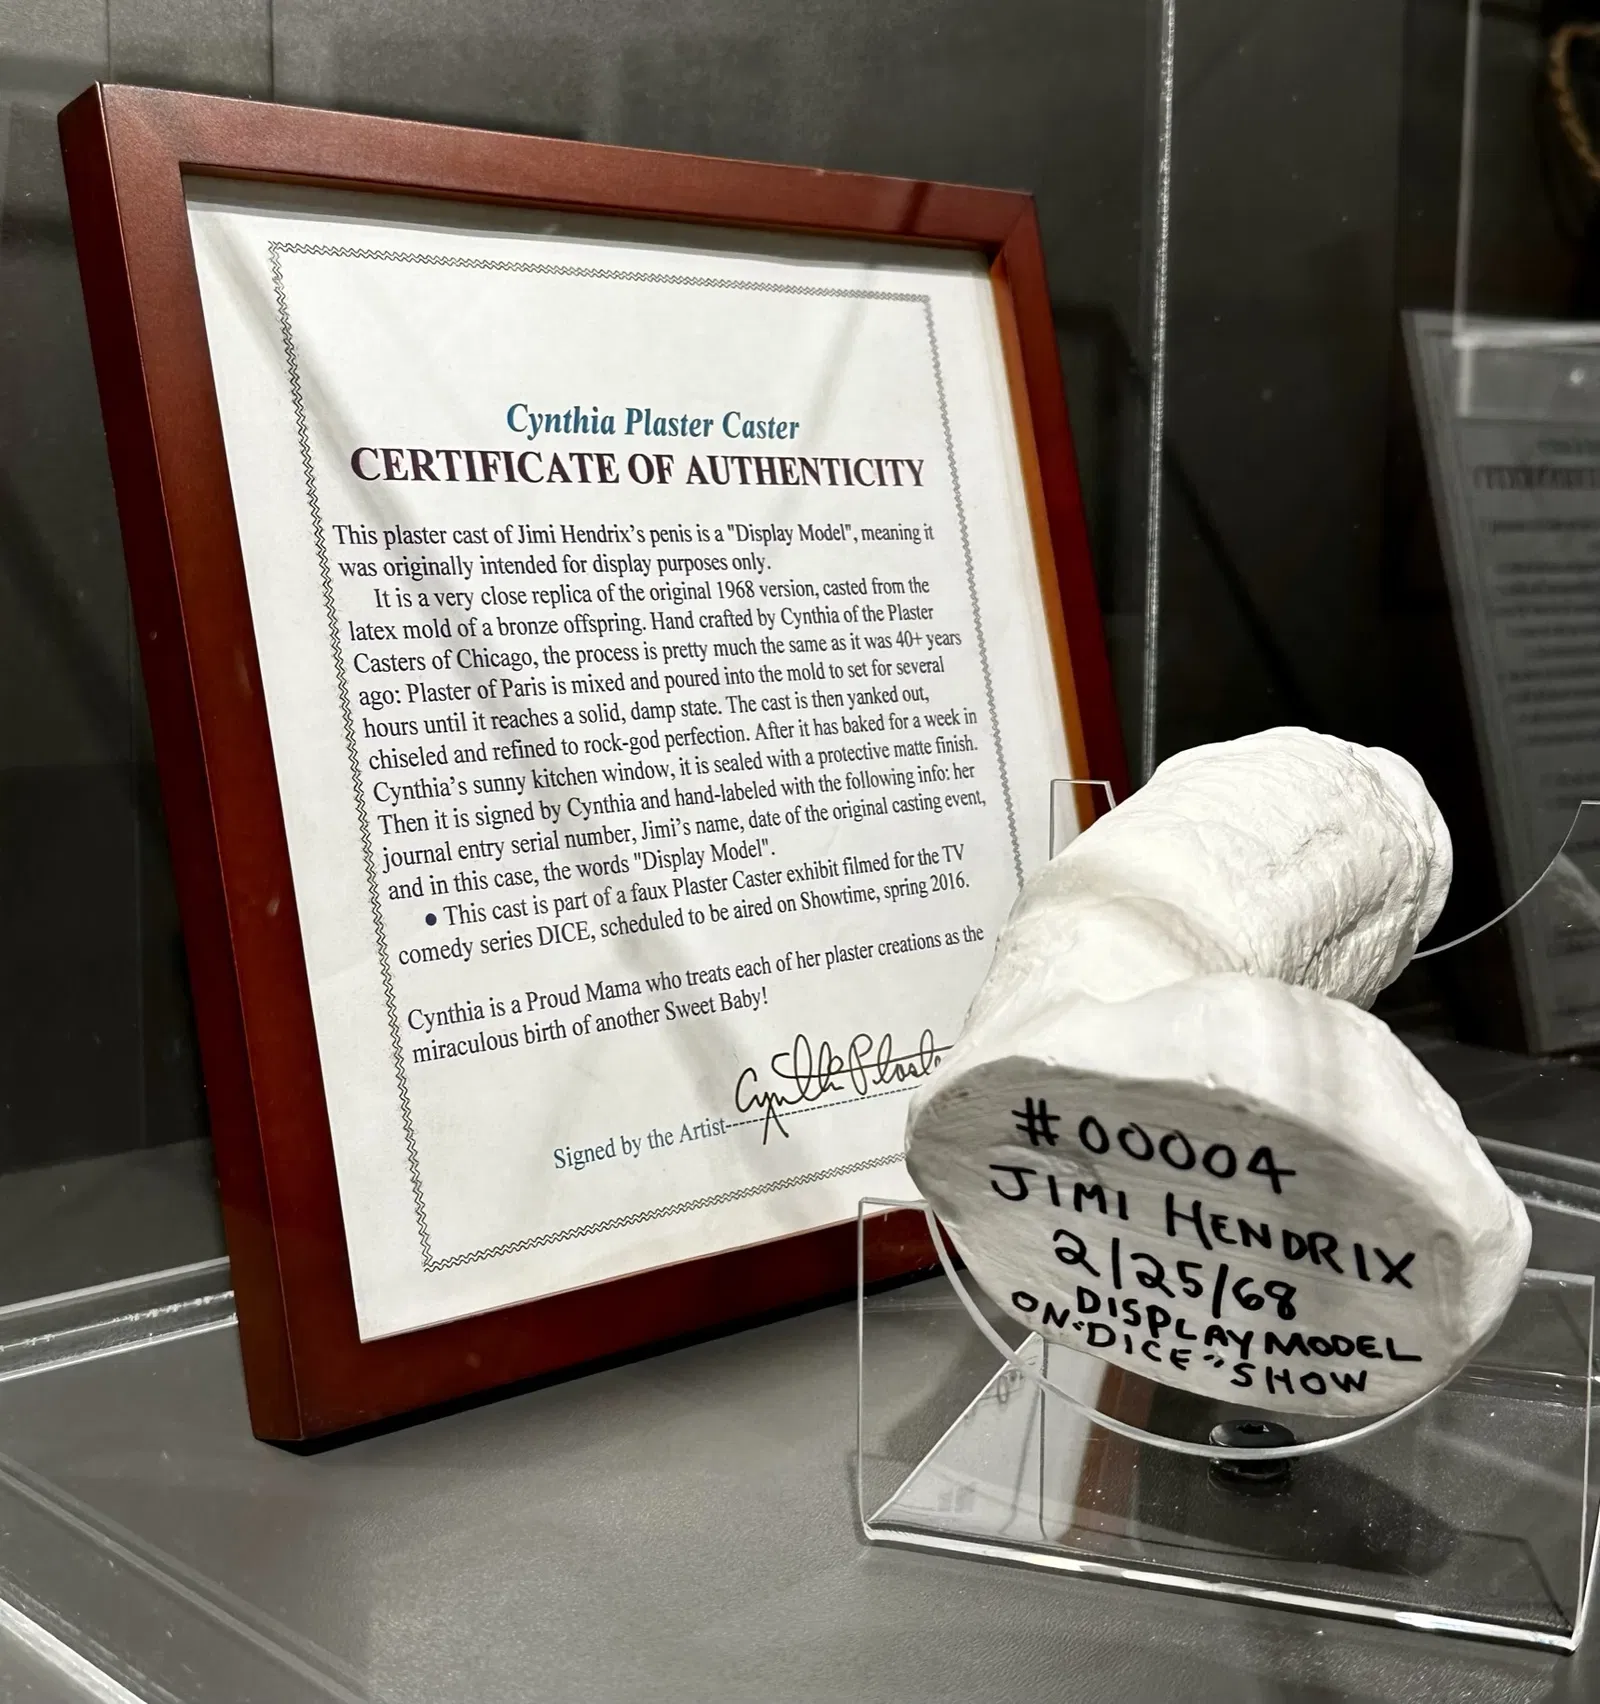 Cynthia Plaster Caster
CERTIFICATE OF AUTHENTICITY
This plaster cast of Jimi Hendrix's penis is a "Display Model", meaning it
was originally intended for display purposes only.
It is a very close replica of the original 1968 version, casted from the
latex mold of a bronze offspring. Hand crafted by Cynthia of the Plaster
Casters of Chicago, the process is pretty much the same as it was 40+ years
ago: Plaster of Paris is mixed and poured into the mold to set for several
hours until it reaches a solid, damp state. The cast is then yanked out,
chiseled and refined to rock-god perfection. After it has baked for a week in
Cynthia's sunny kitchen window, it is sealed with a protective matte finish.
Then it is signed by Cynthia and hand-labeled with the following info: her
journal entry serial number, Jimi's name, date of the original casting event,
and in this case, the words "Display Model".
• This cast is part of a faux Plaster Caster exhibit filmed for the TV
comedy series DICE, scheduled to be aired on Showtime, spring 2016.
Cynthia is a Proud Mama who treats each of her plaster creations as the
miraculous birth of another Sweet Baby!
Signed by the Artist Cynthia
#00004
JIMI HENDRIX
2/25/68
DISPLAY MODEL
ON "DICE" SHOW